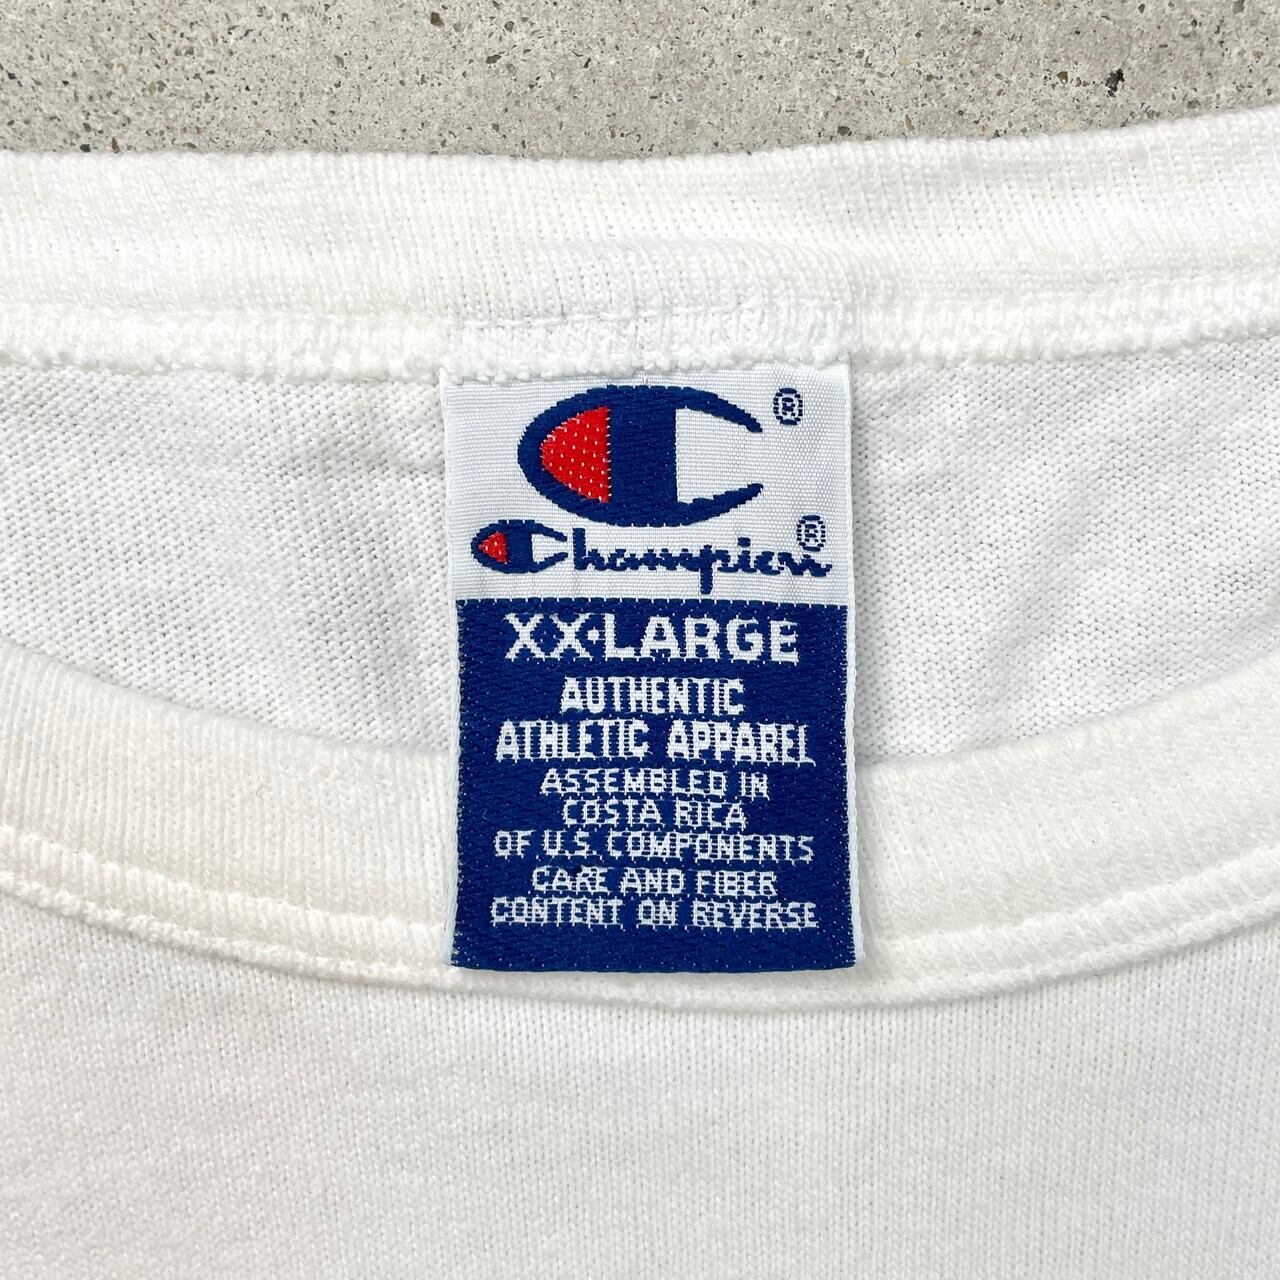 ®
Champion®
XX·LARGE
AUTHENTIC
ATHLETIC APPAREL
ASSEMBLED IN
COSTA RICA
OF U.S. COMPONENTS
CARE AND FIBER
CONTENT ON REVERSE